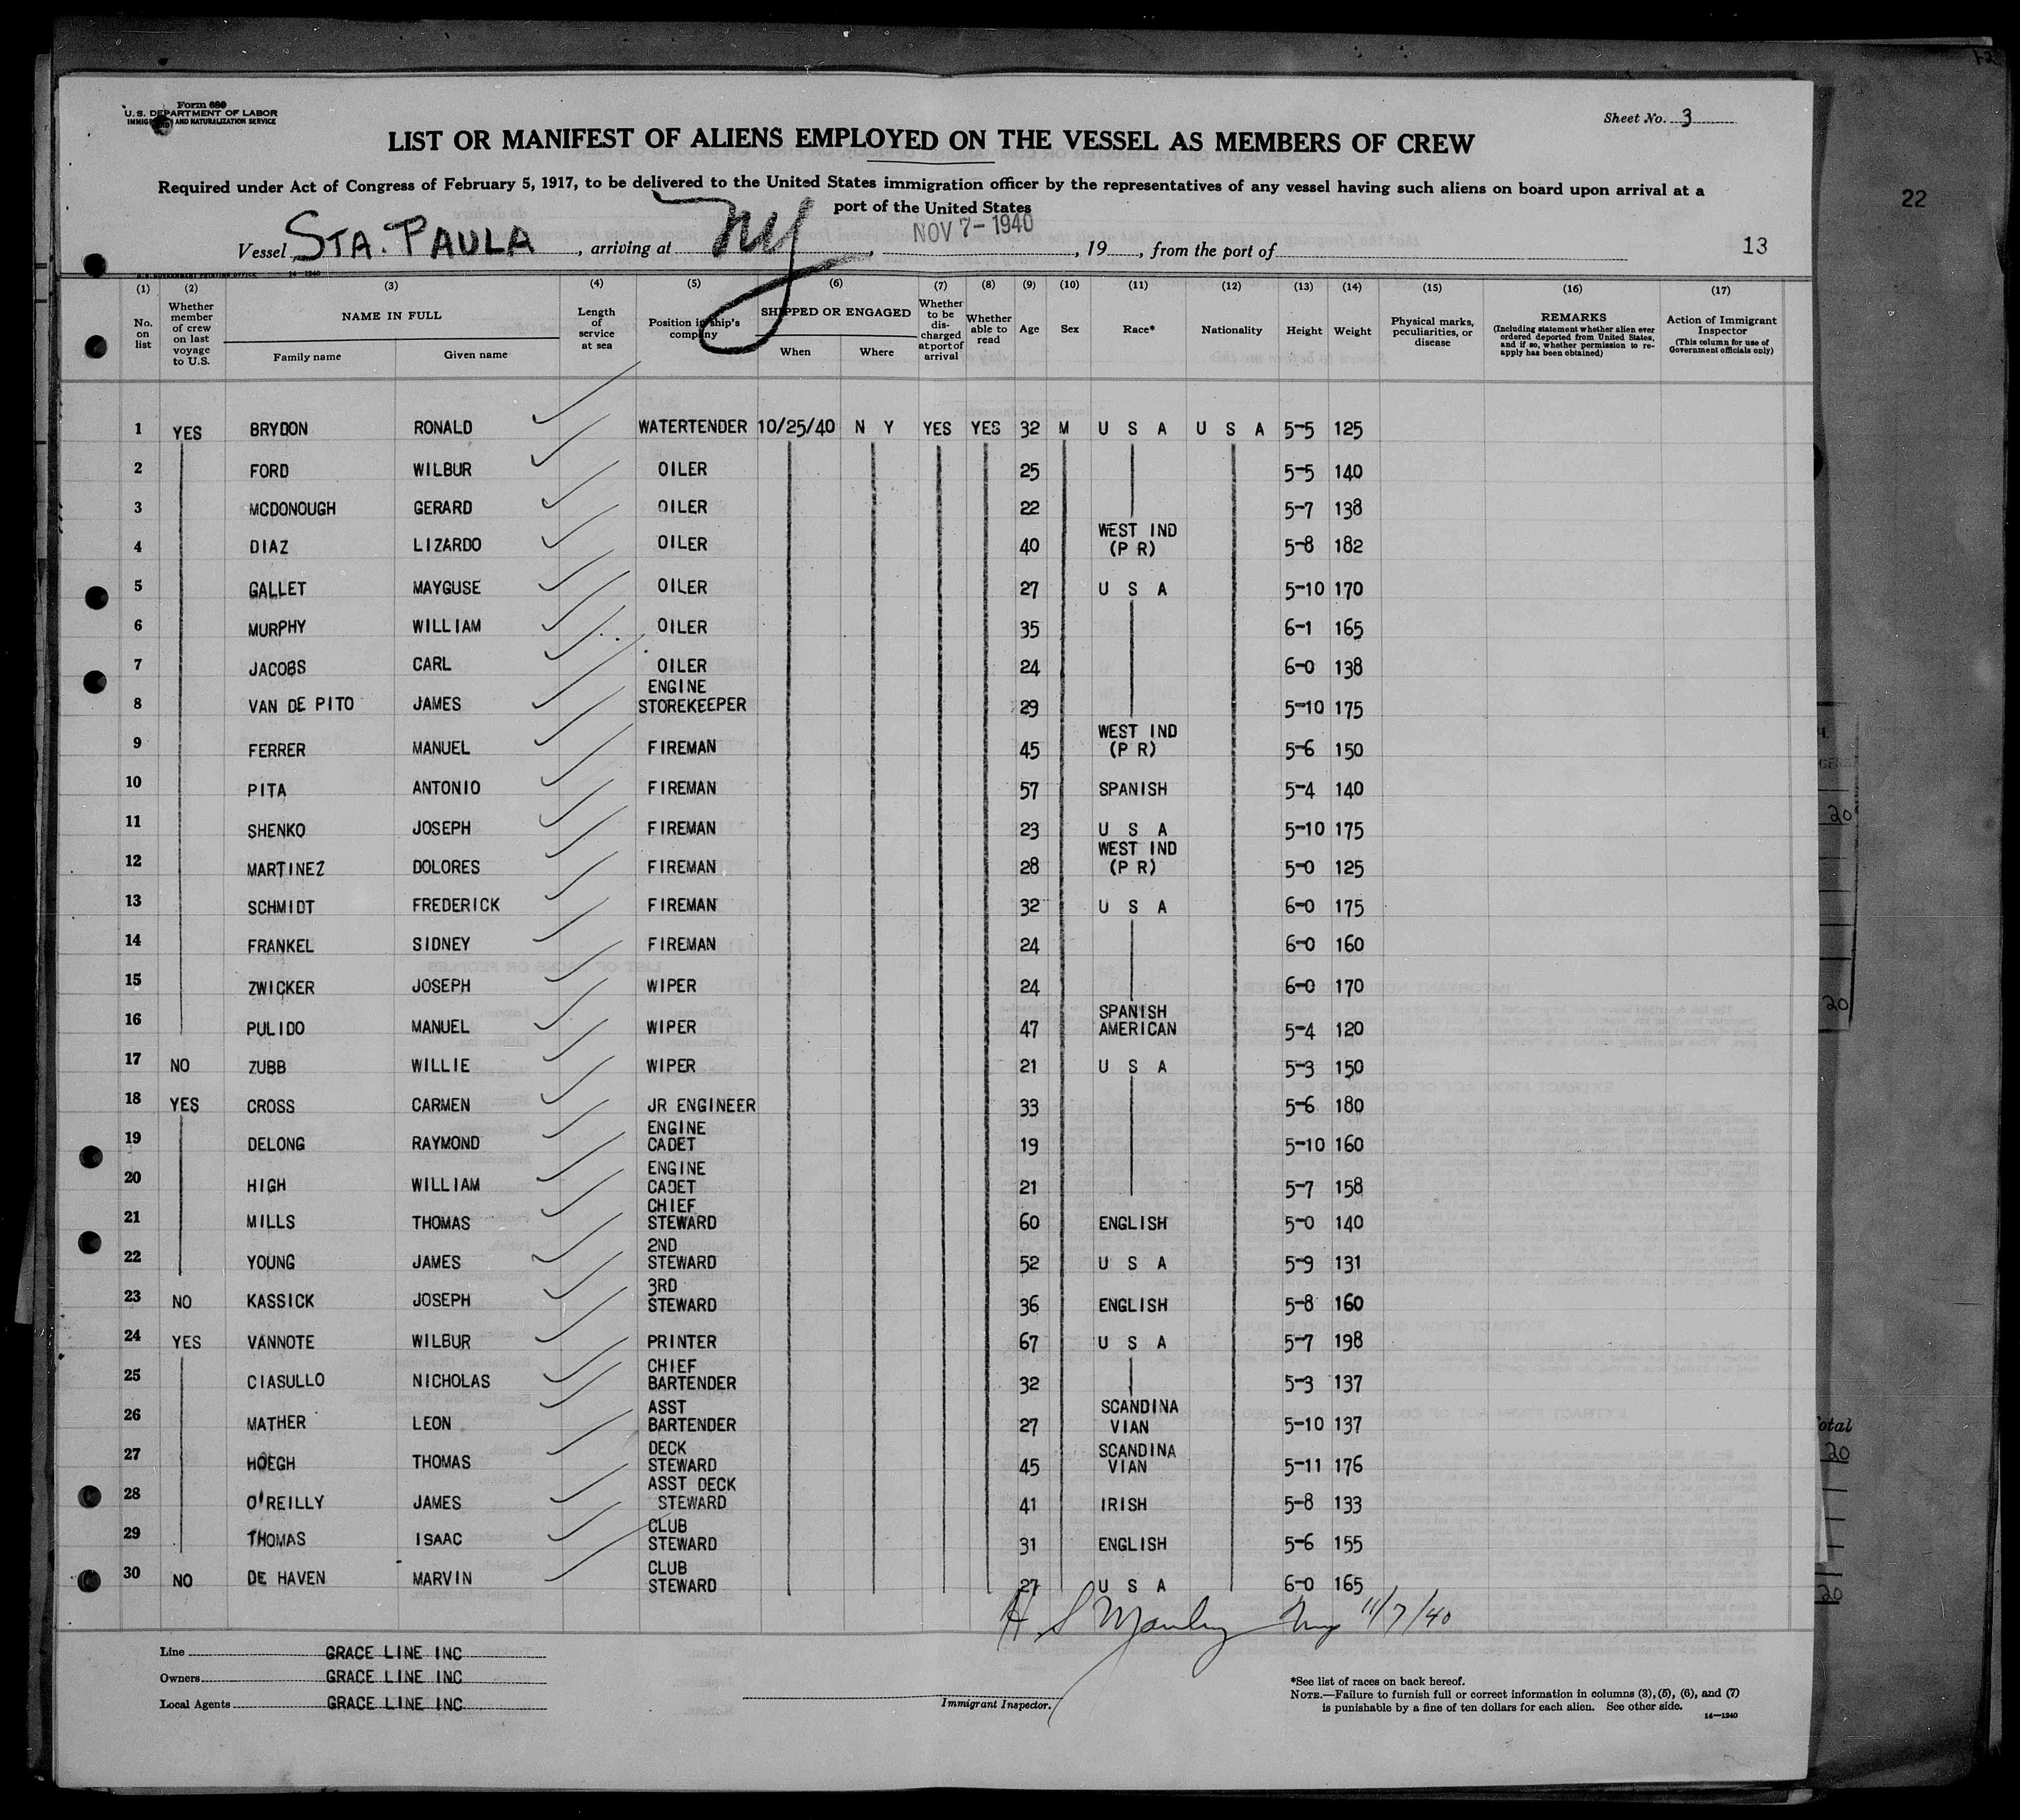 Form 680
U.S. DEPARTMENT OF LABOR
IMMIGRATION AND NATURALIZATION SERVICE
Sheet No. 3
LIST OR MANIFEST OF ALIENS EMPLOYED ON THE VESSEL AS MEMBERS OF CREW
Required under Act of Congress of February 5, 1917, to be delivered to the United States immigration officer by the representatives of any vessel having such aliens on board upon arrival at a
port of the United States
22
Vessel STA. PAULA, arriving at NY, NOV 7-1940, 19, from the port of
13
(1) (2) (3) (4) (5) (6) (7) (8) (9) (10) (11) (12) (13) (14) (15) (16) (17)
No. on list
Whether member of crew on last voyage to U.S.
NAME IN FULL
Family name Given name
Length of service at sea
Position in ship's company
SHIPPED OR ENGAGED
When Where
Whether to be discharged at port of arrival
Whether able to read
Age
Sex
Race*
Nationality
Height
Weight
Physical marks, peculiarities, or disease
REMARKS
(Including statement whether alien ever ordered deported from United States, and if so, whether permission to re-apply has been obtained)
Action of Immigrant Inspector
(This column for use of Government officials only)
1 YES BRYDON RONALD WATERTENDER 10/25/40 N Y YES YES 32 M U S A U S A 5-5 125
2 FORD WILBUR OILER 25 5-5 140
3 MCDONOUGH GERARD OILER 22 5-7 138
4 DIAZ LIZARDO OILER 40 WEST IND (P R) 5-8 182
5 GALLET MAYGUSE OILER 27 U S A 5-10 170
6 MURPHY WILLIAM OILER 35 6-1 165
7 JACOBS CARL OILER 24 6-0 138
8 VAN DE PITO JAMES ENGINE STOREKEEPER 29 5-10 175
9 FERRER MANUEL FIREMAN 45 WEST IND (P R) 5-6 150
10 PITA ANTONIO FIREMAN 57 SPANISH 5-4 140
11 SHENKO JOSEPH FIREMAN 23 U S A 5-10 175
12 MARTINEZ DOLORES FIREMAN 28 WEST IND (P R) 5-0 125
13 SCHMIDT FREDERICK FIREMAN 32 U S A 6-0 175
14 FRANKEL SIDNEY FIREMAN 24 6-0 160
15 ZWICKER JOSEPH WIPER 24 6-0 170
16 PULIDO MANUEL WIPER 47 SPANISH AMERICAN 5-4 120
17 NO ZUBB WILLIE WIPER 21 U S A 5-3 150
18 YES CROSS CARMEN JR ENGINEER 33 5-6 180
19 DELONG RAYMOND ENGINE CADET 19 5-10 160
20 HIGH WILLIAM ENGINE CADET 21 5-7 158
21 MILLS THOMAS CHIEF STEWARD 60 ENGLISH 5-0 140
22 YOUNG JAMES 2ND STEWARD 52 U S A 5-9 131
23 NO KASSICK JOSEPH 3RD STEWARD 36 ENGLISH 5-8 160
24 YES VANNOTE WILBUR PRINTER 67 U S A 5-7 198
25 CIASULLO NICHOLAS CHIEF BARTENDER 32 5-3 137
26 MATHER LEON ASST BARTENDER 27 SCANDINA VIAN 5-10 137
27 HOEGH THOMAS DECK STEWARD 45 SCANDINA VIAN 5-11 176
28 O'REILLY JAMES ASST DECK STEWARD 41 IRISH 5-8 133
29 THOMAS ISAAC CLUB STEWARD 31 ENGLISH 5-6 155
30 NO DE HAVEN MARVIN CLUB STEWARD 27 U S A 6-0 165
H S Manley 11/7/40
Line GRACE LINE INC
Owners GRACE LINE INC
Local Agents GRACE LINE INC
Immigrant Inspector.
*See list of races on back hereof.
NOTE.—Failure to furnish full or correct information in columns (3), (5), (6), and (7)
is punishable by a fine of ten dollars for each alien. See other side.
14—1240
20
20
otal
20
20